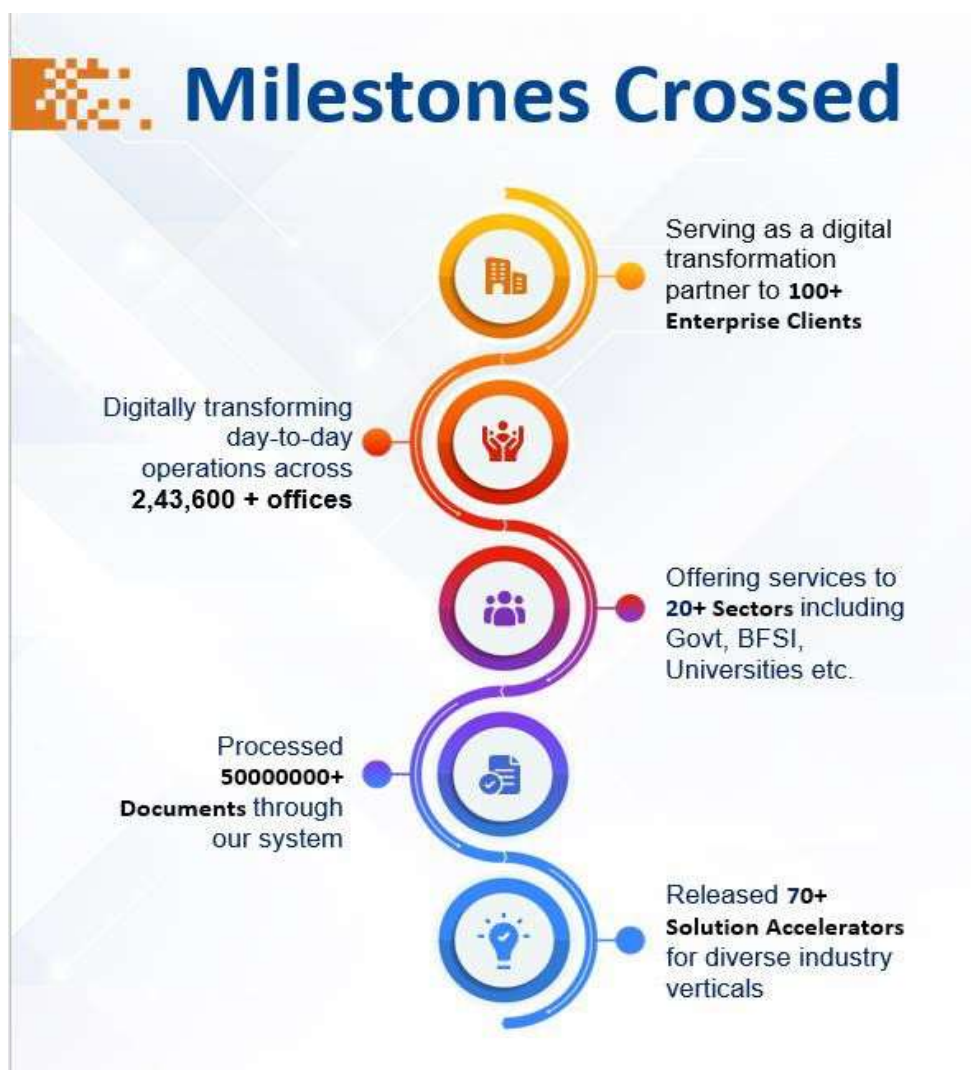 Milestones Crossed
Serving as a digital
transformation
partner to 100+
Enterprise Clients
Digitally transforming
day-to-day
operations across
2,43,600 + offices
Offering services to
20+ Sectors including
Govt, BFSI,
Universities etc.
Processed
50000000+
Documents through
our system
Released 70+
Solution Accelerators
for diverse industry
verticals